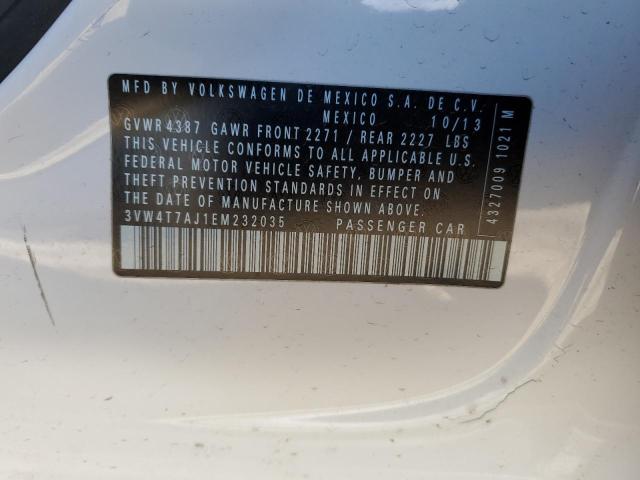 MFD BY VOLKSWAGEN DE MEXICO S.A. DE C.V.
MEXICO 10/13
GVWR 4387 GAWR FRONT 2271 / REAR 2227 LBS
THIS VEHICLE CONFORMS TO ALL APPLICABLE U.S.
FEDERAL MOTOR VEHICLE SAFETY, BUMPER AND
THEFT PREVENTION STANDARDS IN EFFECT ON
THE DATE OF MANUFACTURE SHOWN ABOVE.
3VW4T7AJ1EM232035 PASSENGER CAR
4327009 1021 M